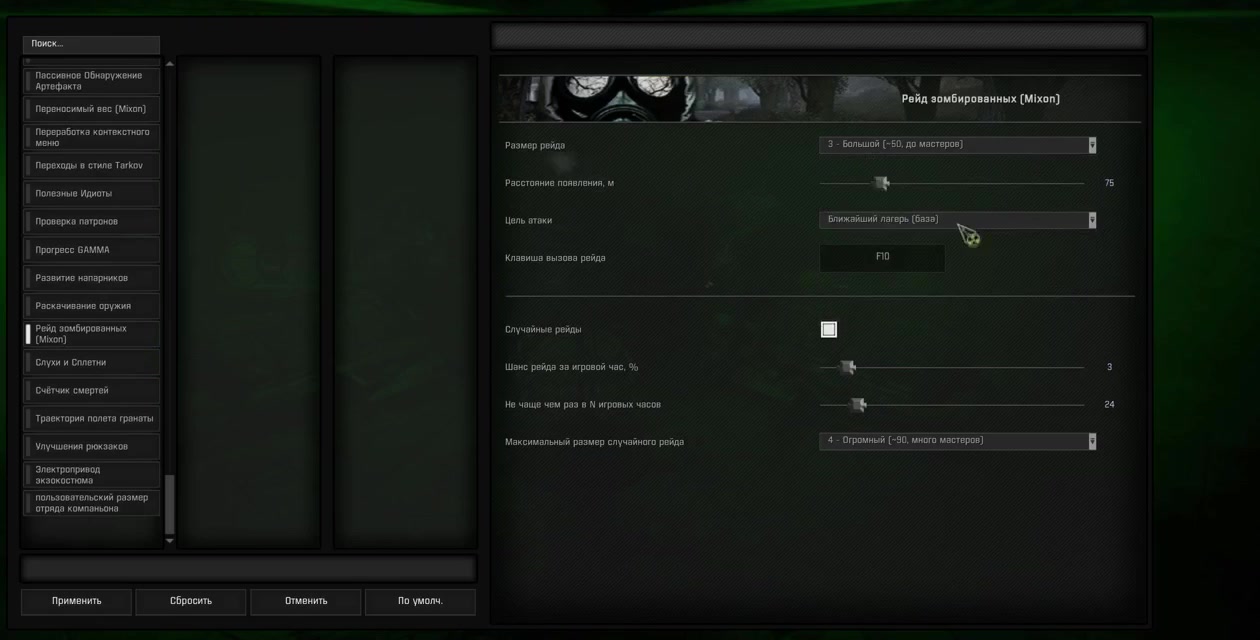 Поиск...
Пассивное Обнаружение
Артефакта
Переносимый вес (Mixon)
Переработка контекстного
меню
Переходы в стиле Tarkov
Полезные Идиоты
Проверка патронов
Прогресс GAMMA
Развитие напарников
Раскачивание оружия
Рейд зомбированных
(Mixon)
Слухи и Сплетни
Счётчик смертей
Траектория полета гранаты
Улучшения рюкзаков
Электропривод
экзокостюма
пользовательский размер
отряда компаньона
Применить
Сбросить
Отменить
По умолч.
Рейд зомбированных (Mixon)
Размер рейда
3 - Большой (~50, до мастеров)
Расстояние появления, м
75
Цель атаки
Ближайший лагерь (база)
Клавиша вызова рейда
F10
Случайные рейды
Шанс рейда за игровой час, %
3
Не чаще чем раз в N игровых часов
24
Максимальный размер случайного рейда
4 - Огромный (~90, много мастеров)